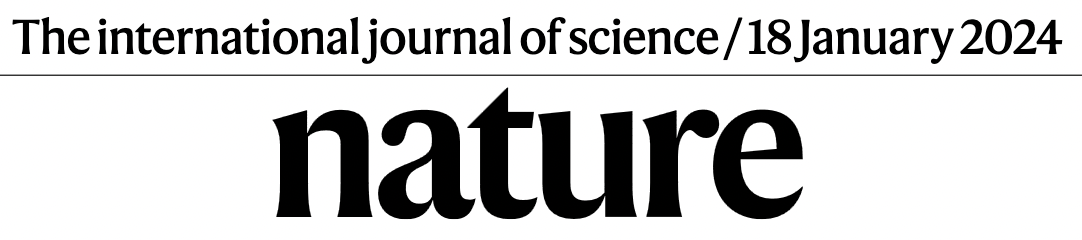 The international journal of science / 18 January 2024
nature